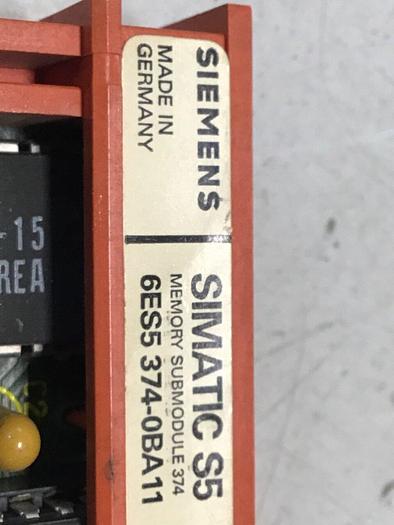 SIEMENS
MADE IN
GERMANY
SIMATIC S5
MEMORY SUBMODULE 374
6ES5 374-0BA11
-15
REA